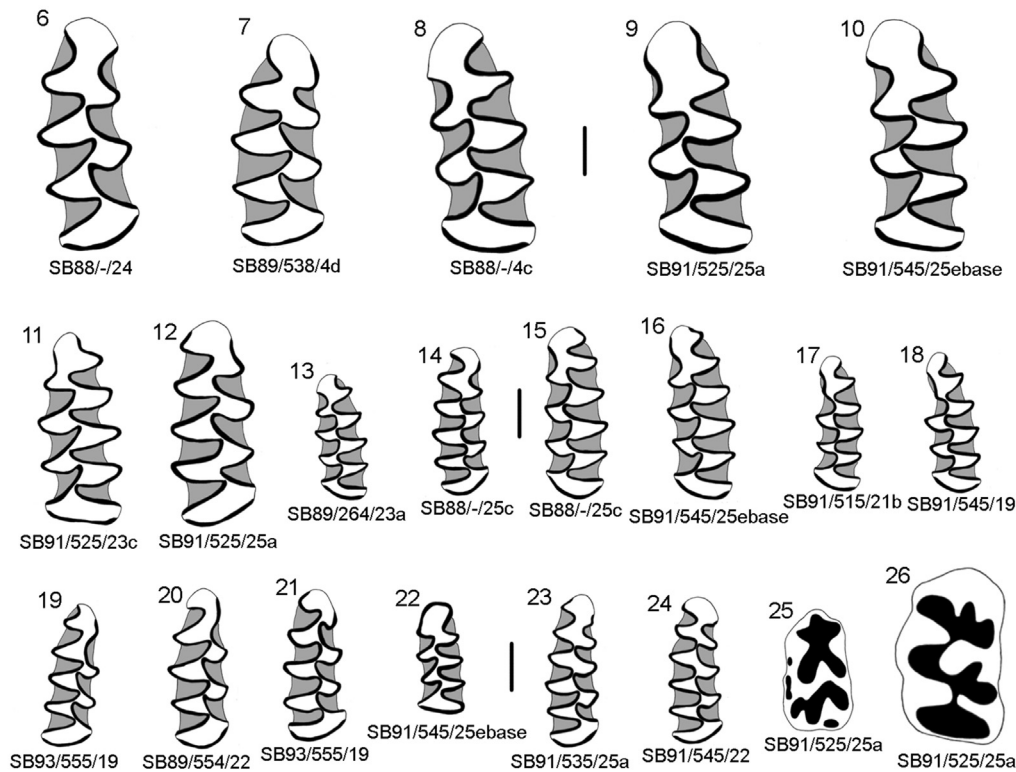 6 7 8 9 10
SB88/-/24 SB89/538/4d SB88/-/4c SB91/525/25a SB91/545/25ebase
11 12 13 14 15 16 17 18
SB91/525/23c SB91/525/25a SB89/264/23a SB88/-/25c SB88/-/25c SB91/545/25ebase SB91/515/21b SB91/545/19
19 20 21 22 23 24 25 26
SB93/555/19 SB89/554/22 SB93/555/19 SB91/545/25ebase SB91/535/25a SB91/545/22 SB91/525/25a SB91/525/25a